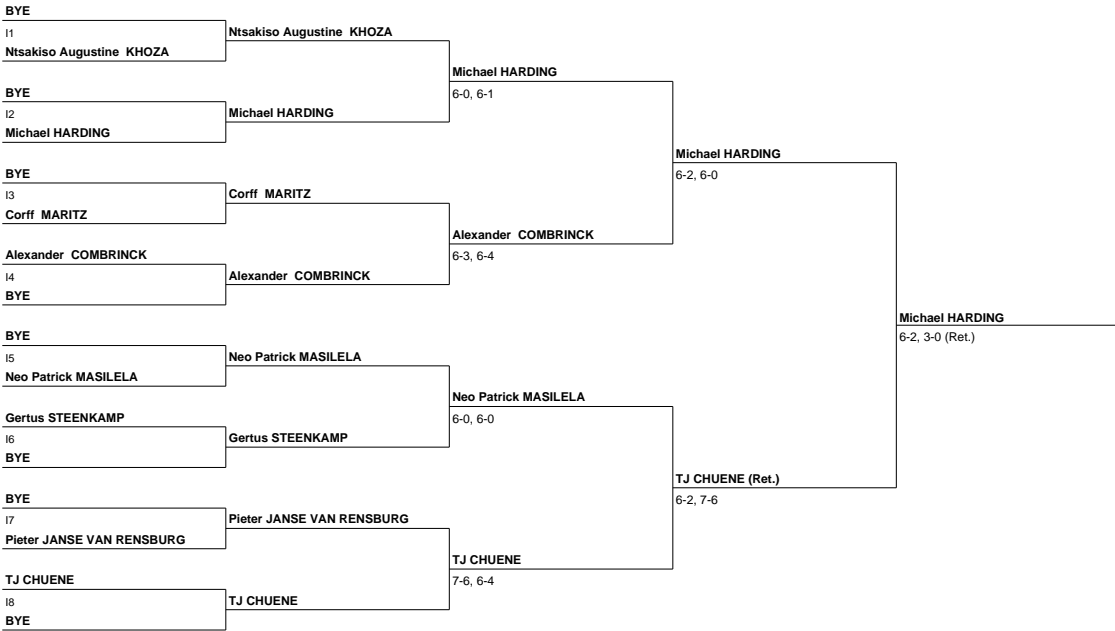 BYE
I1
Ntsakiso Augustine KHOZA
BYE
I2
Michael HARDING
BYE
I3
Corff MARITZ
Alexander COMBRINCK
I4
BYE
BYE
I5
Neo Patrick MASILELA
Gertus STEENKAMP
I6
BYE
BYE
I7
Pieter JANSE VAN RENSBURG
TJ CHUENE
I8
BYE
Ntsakiso Augustine KHOZA
Michael HARDING
Corff MARITZ
Alexander COMBRINCK
Neo Patrick MASILELA
Gertus STEENKAMP
Pieter JANSE VAN RENSBURG
TJ CHUENE
Michael HARDING
6-0, 6-1
Alexander COMBRINCK
6-3, 6-4
Neo Patrick MASILELA
6-0, 6-0
TJ CHUENE
7-6, 6-4
Michael HARDING
6-2, 6-0
TJ CHUENE (Ret.)
6-2, 7-6
Michael HARDING
6-2, 3-0 (Ret.)